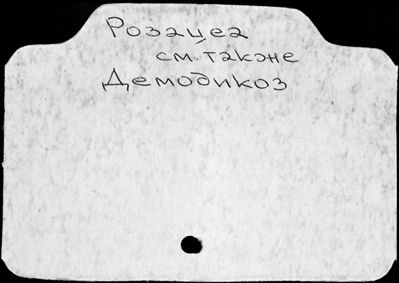 Розацеа
см. также
Демодикоз